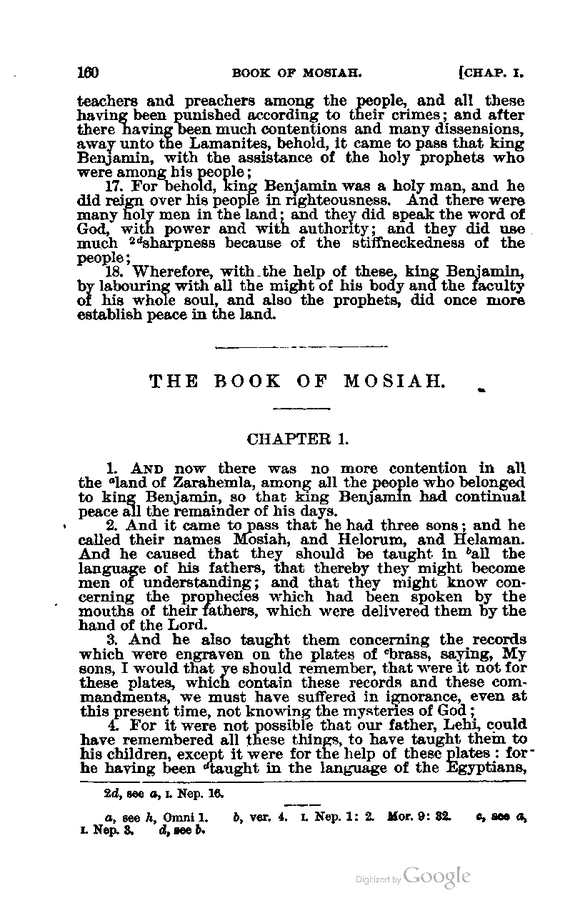 160 BOOK OF MOSIAH. [CHAP. I.
teachers and preachers among the people, and all these
having been punished according to their crimes; and after
there having been much contentions and many dissensions,
away unto the Lamanites, behold, it came to pass that king
Benjamin, with the assistance of the holy prophets who
were among his people;
17. For behold, king Benjamin was a holy man, and he
did reign over his people in righteousness. And there were
many holy men in the land; and they did speak the word of
God, with power and with authority; and they did use
much 2dsharpness because of the stiffneckedness of the
people;
18. Wherefore, with the help of these, king Benjamin,
by labouring with all the might of his body and the faculty
of his whole soul, and also the prophets, did once more
establish peace in the land.
THE BOOK OF MOSIAH.
CHAPTER 1.
1. AND now there was no more contention in all
the aland of Zarahemla, among all the people who belonged
to king Benjamin, so that king Benjamin had continual
peace all the remainder of his days.
2. And it came to pass that he had three sons; and he
called their names Mosiah, and Helorum, and Helaman.
And he caused that they should be taught in ball the
language of his fathers, that thereby they might become
men of understanding; and that they might know con-
cerning the prophecies which had been spoken by the
mouths of their fathers, which were delivered them by the
hand of the Lord.
3. And he also taught them concerning the records
which were engraven on the plates of cbrass, saying, My
sons, I would that ye should remember, that were it not for
these plates, which contain these records and these com-
mandments, we must have suffered in ignorance, even at
this present time, not knowing the mysteries of God;
4. For it were not possible that our father, Lehi, could
have remembered all these things, to have taught them to
his children, except it were for the help of these plates: for
he having been dtaught in the language of the Egyptians,
2d, see a, I. Nep. 16.
a, see h, Omni 1. b, ver. 4. I. Nep. 1: 2. Mor. 9: 32. c, see a,
I. Nep. 3. d, see b.
Digitized by Google